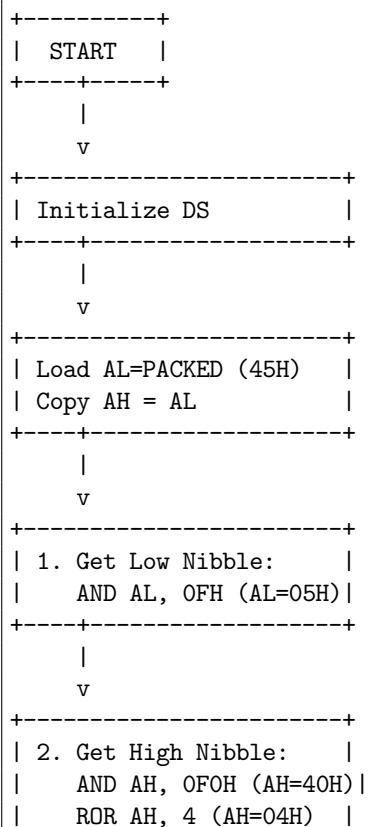 +----------+
|  START   |
+----+-----+
     |
     v
+------------------------+
| Initialize DS          |
+----+-------------------+
     |
     v
+------------------------+
| Load AL=PACKED (45H)   |
| Copy AH = AL           |
+----+-------------------+
     |
     v
+------------------------+
| 1. Get Low Nibble:     |
|    AND AL, 0FH (AL=05H)|
+----+-------------------+
     |
     v
+------------------------+
| 2. Get High Nibble:    |
|    AND AH, 0F0H (AH=40H)|
|    ROR AH, 4 (AH=04H)  |